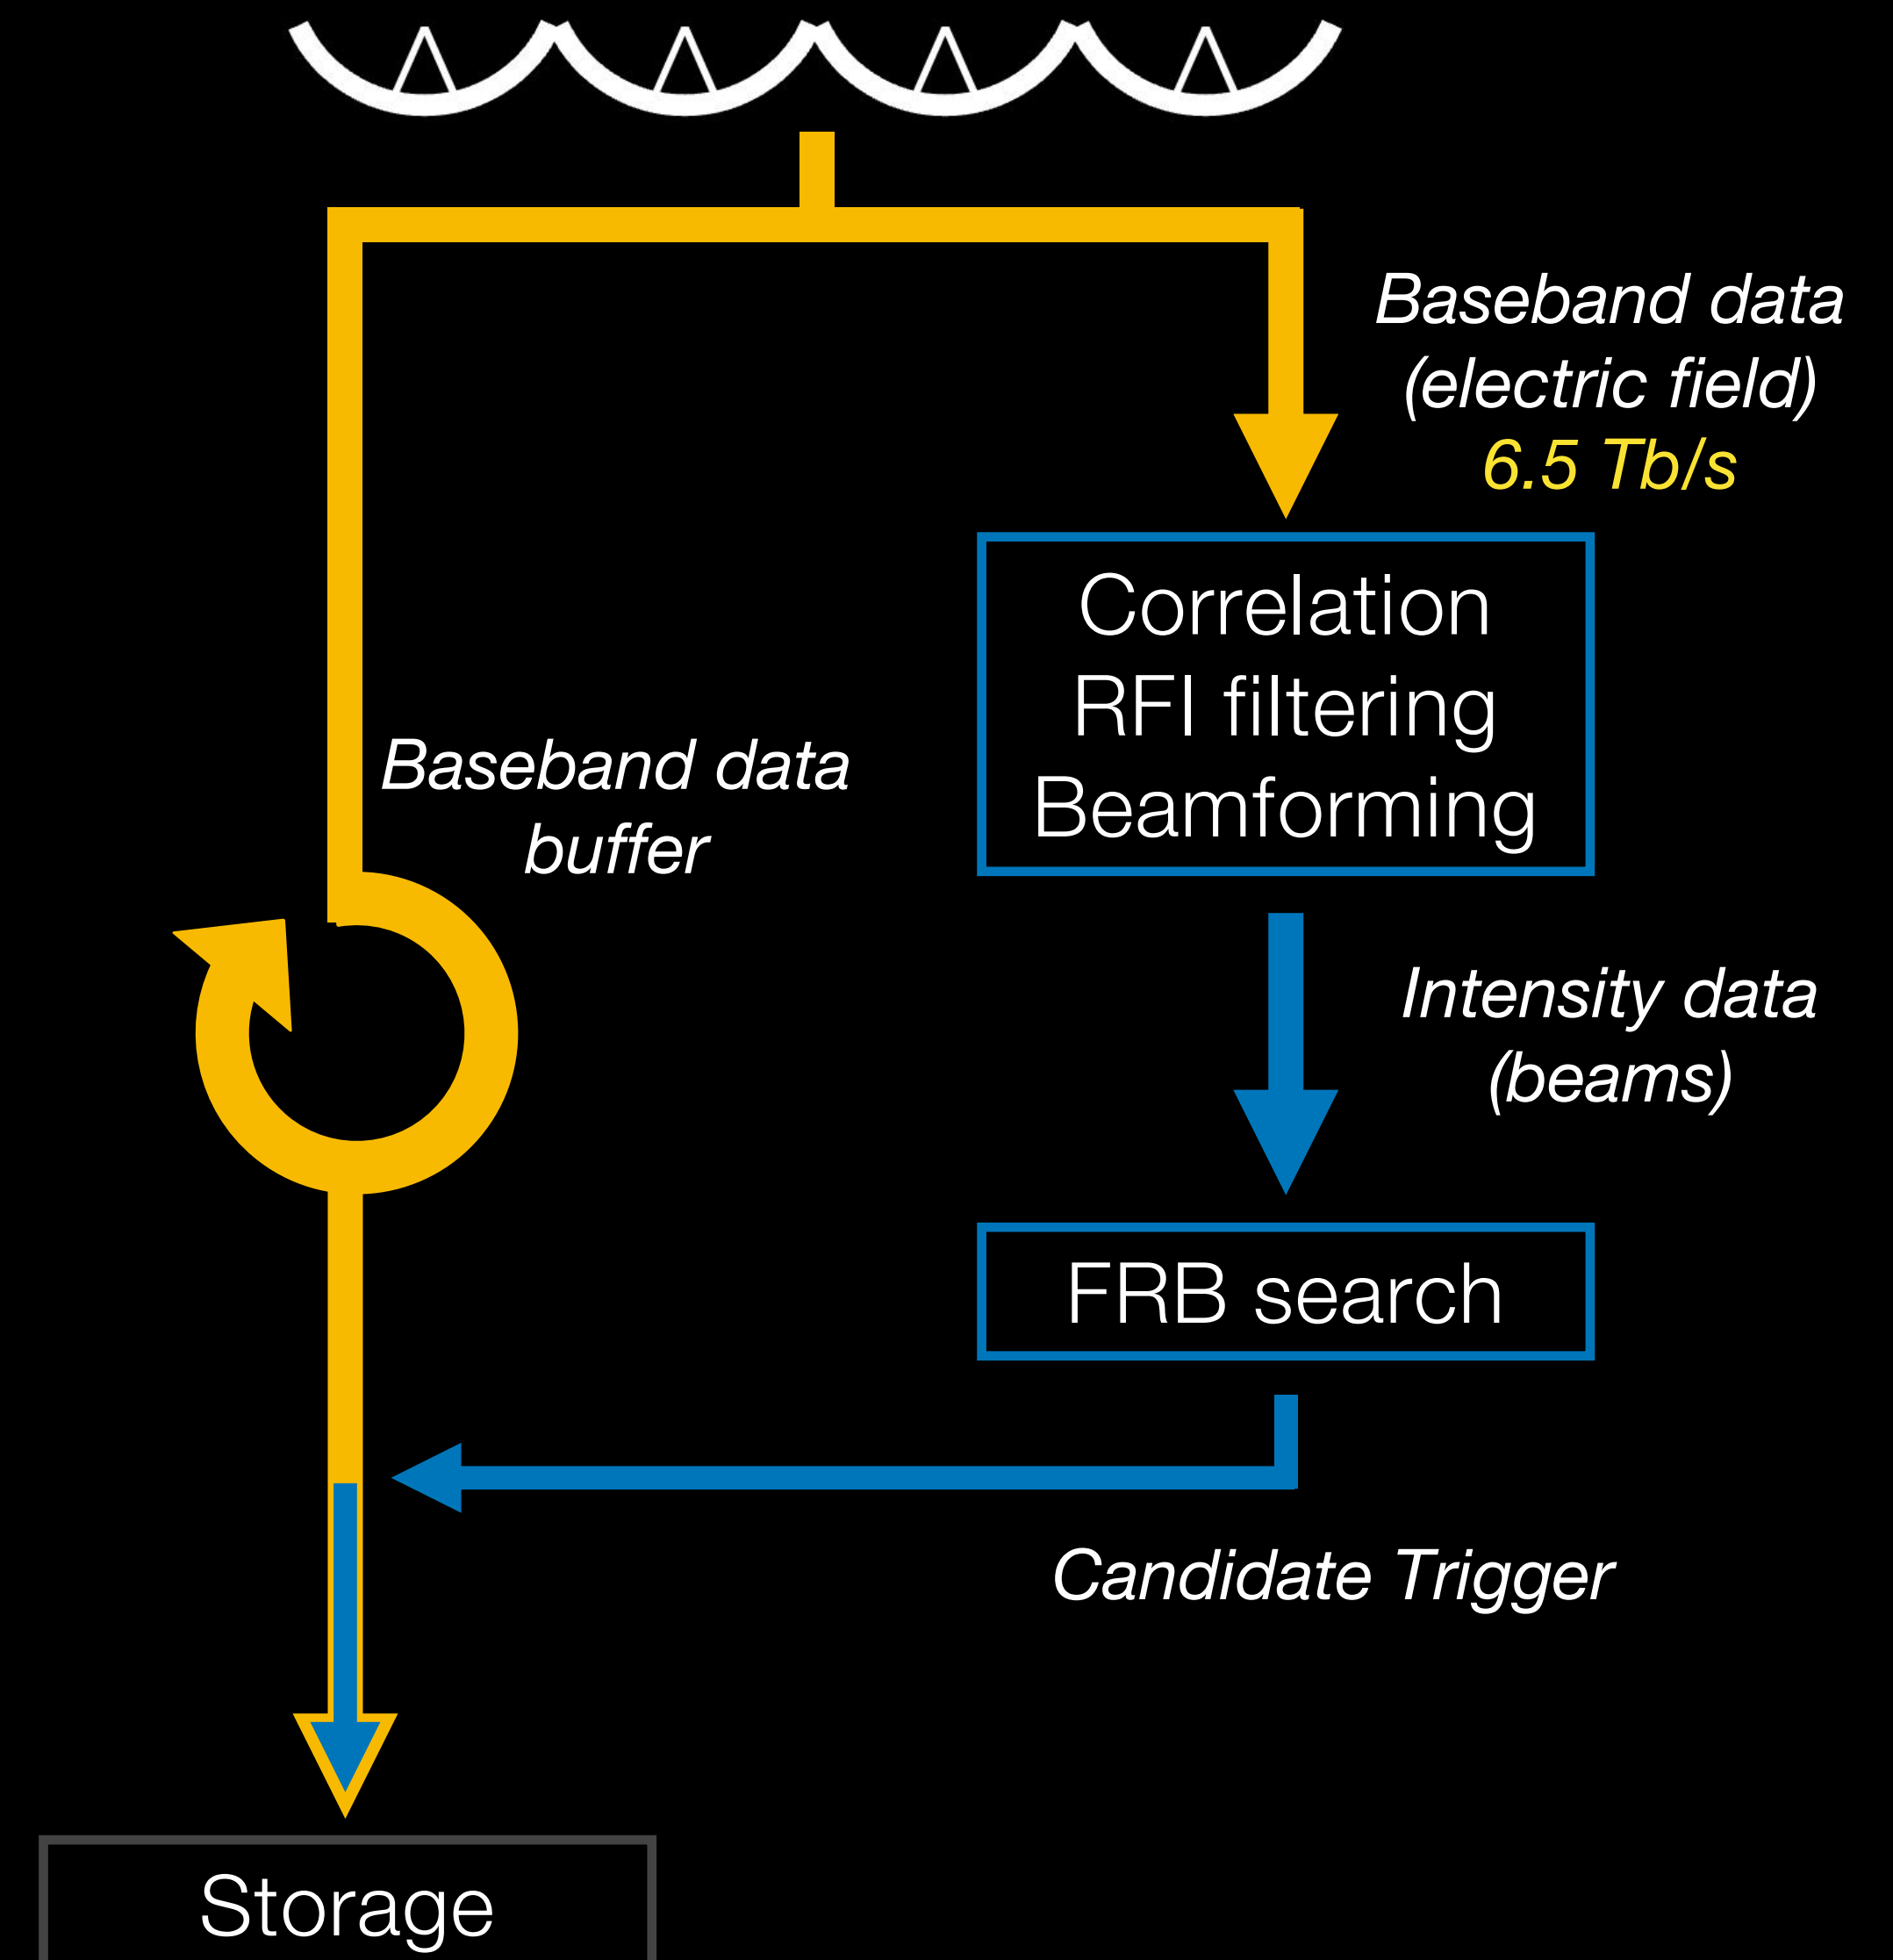 Baseband data
(electric field)
6.5 Tb/s
Correlation
RFI filtering
Beamforming
Baseband data
buffer
Intensity data
(beams)
FRB search
Candidate Trigger
Storage